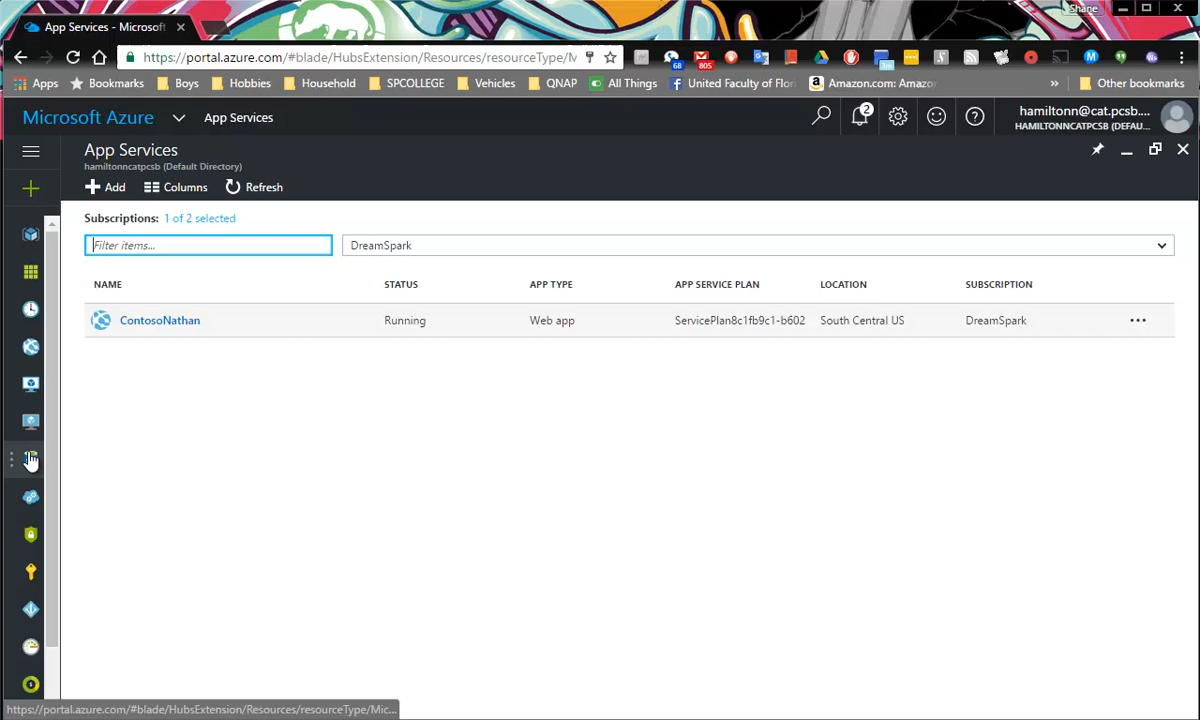 App Services - Microsoft
Share
https://portal.azure.com/#blade/HubsExtension/Resources/resourceType/M
68
805
Apps Bookmarks Boys Hobbies Household SPCOLLEGE Vehicles QNAP All Things United Faculty of Flori Amazon.com: Amaz » Other bookmarks
Microsoft Azure App Services
2
hamiltonn@cat.pcsb....
HAMILTONNCATPCSB (DEFAU...
App Services
hamiltonncatpcsb (Default Directory)
Add Columns Refresh
Subscriptions: 1 of 2 selected
Filter items...
DreamSpark
NAME STATUS APP TYPE APP SERVICE PLAN LOCATION SUBSCRIPTION
ContosoNathan Running Web app ServicePlan8c1fb9c1-b602 South Central US DreamSpark ...
https://portal.azure.com/#blade/HubsExtension/Resources/resourceType/Mic...